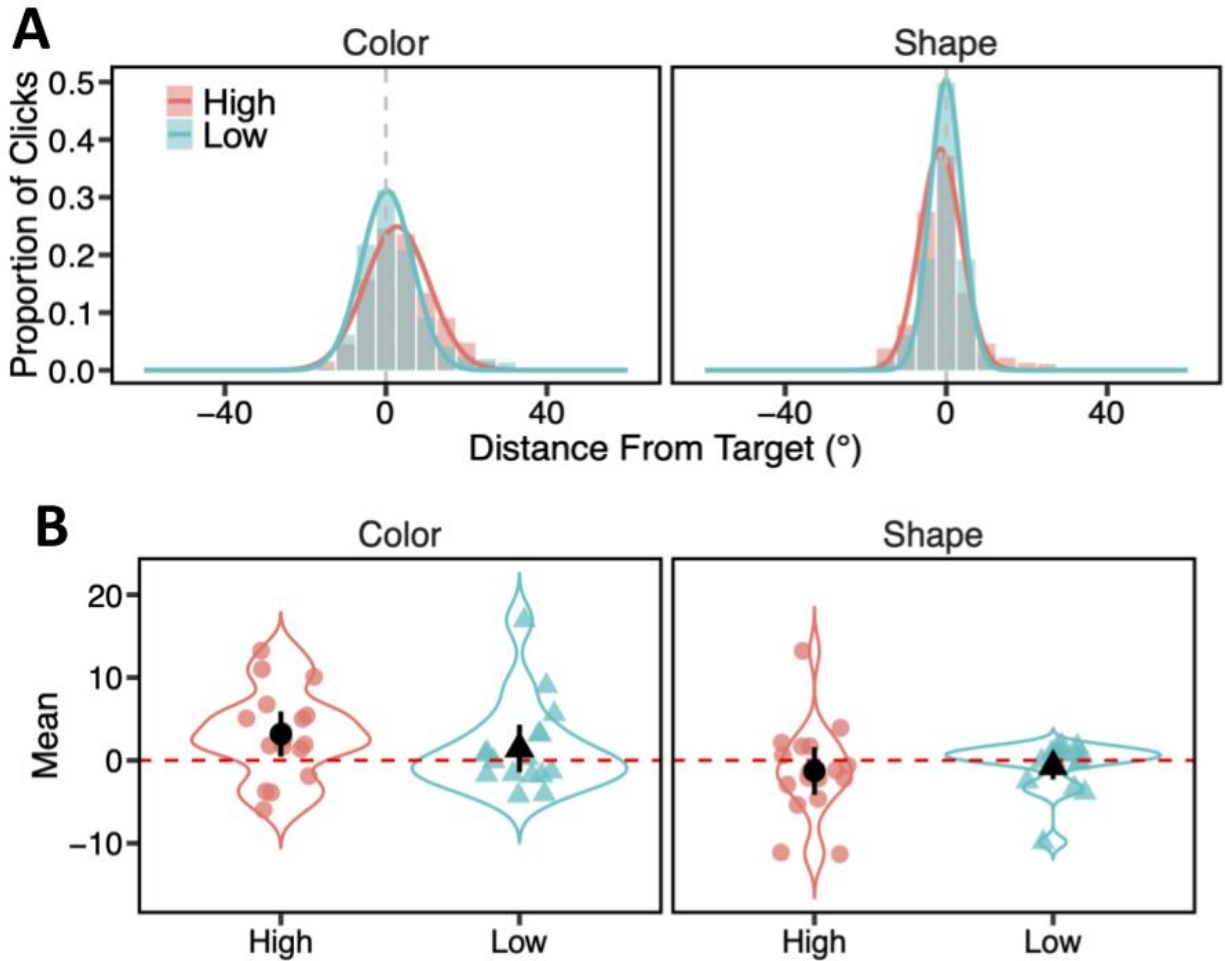 A
Color
Shape
Proportion of Clicks
0.5
0.4
0.3
0.2
0.1
0.0
High
Low
−40
0
40
−40
0
40
Distance From Target (°)
B
Color
Shape
Mean
20
10
0
−10
High
Low
High
Low